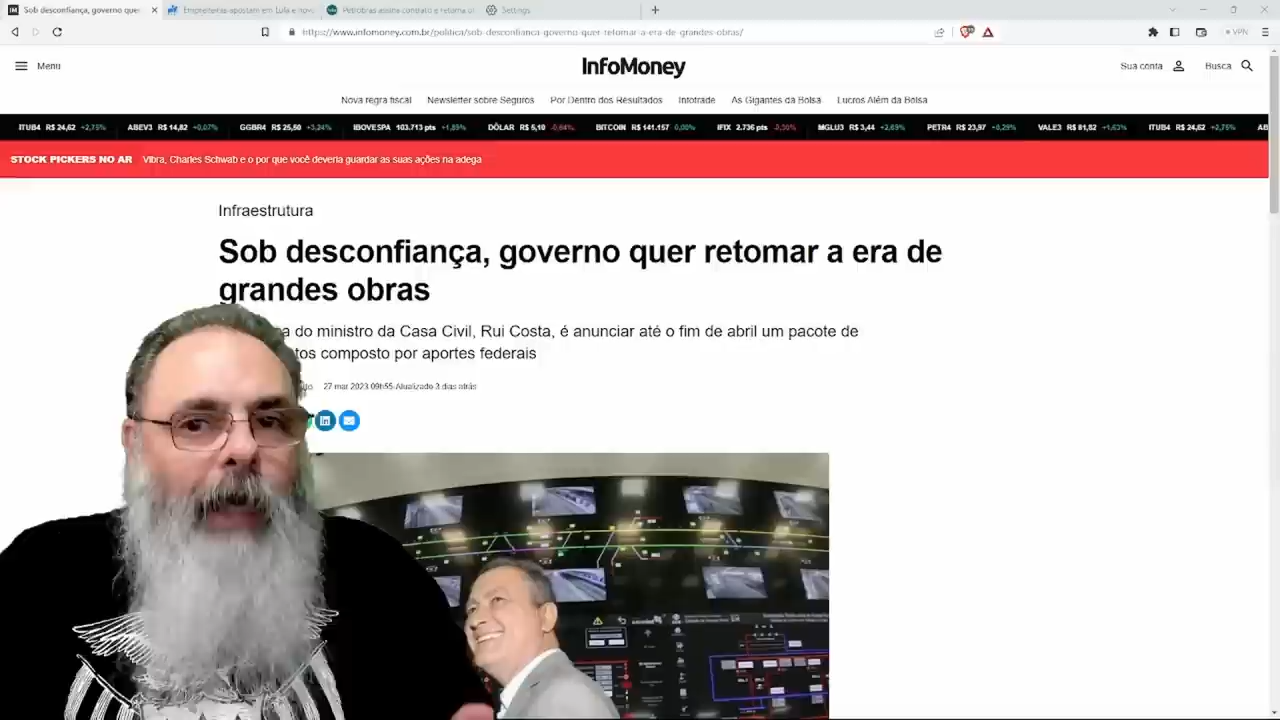 Sob desconfiança, governo quer
Empreiteiras apostam em Lula e novo
Petrobras assina contrato e retoma o
Settings
https://www.infomoney.com.br/politica/sob-desconfianca-governo-quer-retomar-a-era-de-grandes-obras/
VPN
Menu
InfoMoney
Sua conta
Busca
Nova regra fiscal Newsletter sobre Seguros Por Dentro dos Resultados Infotrade As Gigantes da Bolsa Lucros Além da Bolsa
ITUB4 R$ 24,62 +2,75% ABEV3 R$ 14,82 +0,07% GGBR4 R$ 25,50 +3,24% IBOVESPA 103.713 pts +1,89% DÓLAR R$ 5,10 -0,84% BITCOIN R$ 141.157 0,00% IFIX 2.736 pts -0,30% MGLU3 R$ 3,44 +2,69% PETR4 R$ 23,97 +0,29% VALE3 R$ 81,82 +1,63% ITUB4 R$ 24,62 +2,75% AB
STOCK PICKERS NO AR Vibra, Charles Schwab e o por que você deveria guardar as suas ações na adega
Infraestrutura
Sob desconfiança, governo quer retomar a era de
grandes obras
a do ministro da Casa Civil, Rui Costa, é anunciar até o fim de abril um pacote de
tos composto por aportes federais
27 mar 2023 09h55-Atualizado 3 dias atrás